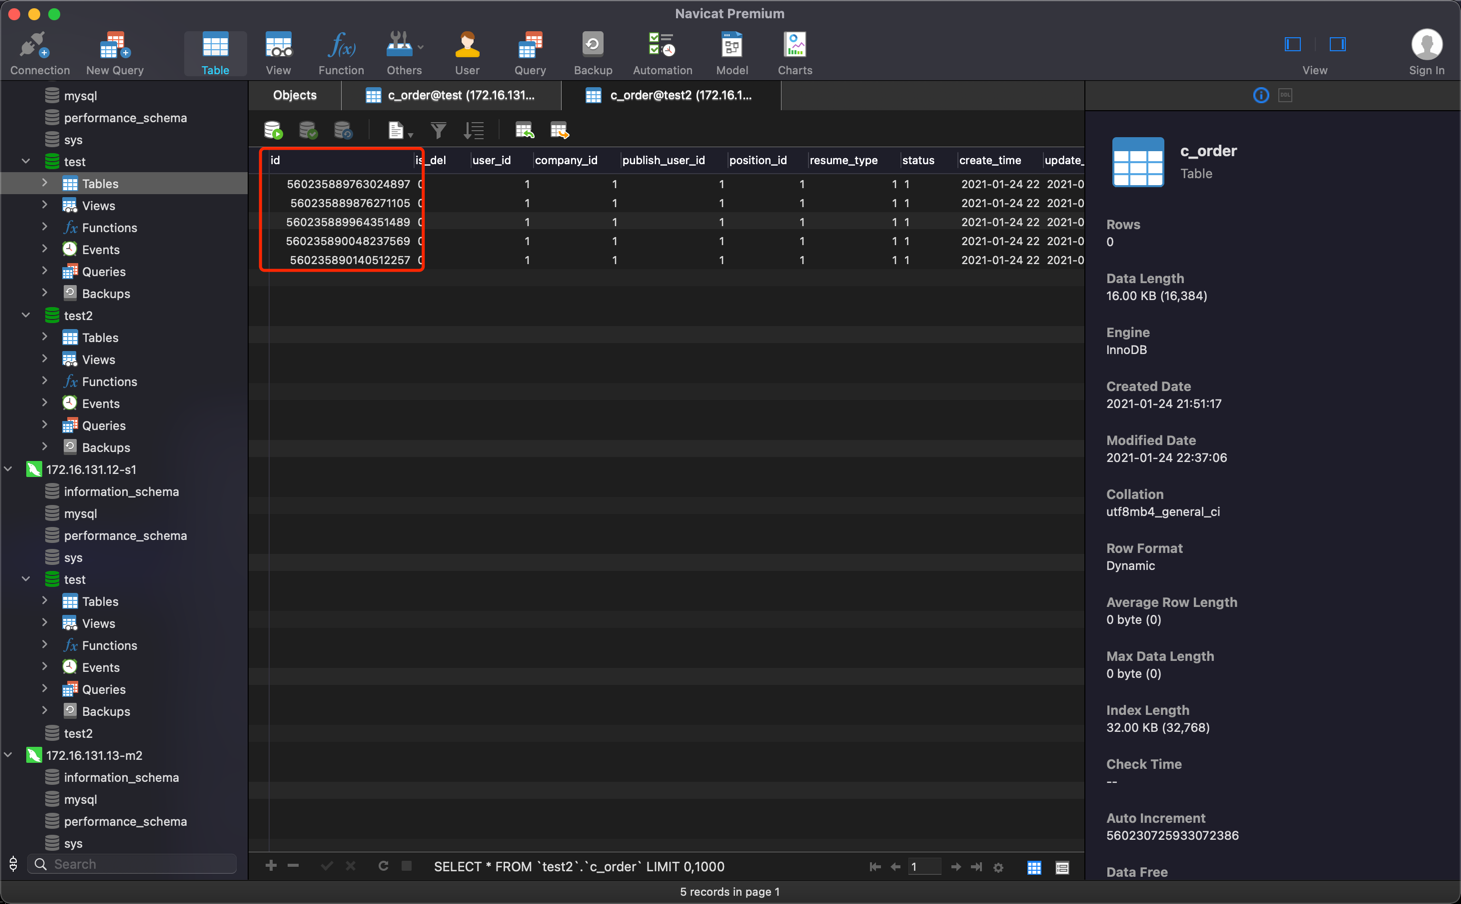 Navicat Premium
Connection
New Query
Table
View
Function
Others
User
Query
Backup
Automation
Model
Charts
View
Sign In
mysql
performance_schema
sys
test
Tables
Views
Functions
Events
Queries
Backups
test2
Tables
Views
Functions
Events
Queries
Backups
172.16.131.12-s1
information_schema
mysql
performance_schema
sys
test
Tables
Views
Functions
Events
Queries
Backups
test2
172.16.131.13-m2
information_schema
mysql
performance_schema
sys
Search
Objects
c_order@test (172.16.131...
c_order@test2 (172.16.1...
id is_del user_id company_id publish_user_id position_id resume_type status create_time update_
560235889763024897 0 1 1 1 1 1 1 2021-01-24 22 2021-0
560235889876271105 0 1 1 1 1 1 1 2021-01-24 22 2021-0
560235889964351489 0 1 1 1 1 1 1 2021-01-24 22 2021-0
560235890048237569 0 1 1 1 1 1 1 2021-01-24 22 2021-0
560235890140512257 0 1 1 1 1 1 1 2021-01-24 22 2021-0
SELECT * FROM `test2`.`c_order` LIMIT 0,1000
1
5 records in page 1
c_order
Table
Rows
0
Data Length
16.00 KB (16,384)
Engine
InnoDB
Created Date
2021-01-24 21:51:17
Modified Date
2021-01-24 22:37:06
Collation
utf8mb4_general_ci
Row Format
Dynamic
Average Row Length
0 byte (0)
Max Data Length
0 byte (0)
Index Length
32.00 KB (32,768)
Check Time
--
Auto Increment
560230725933072386
Data Free